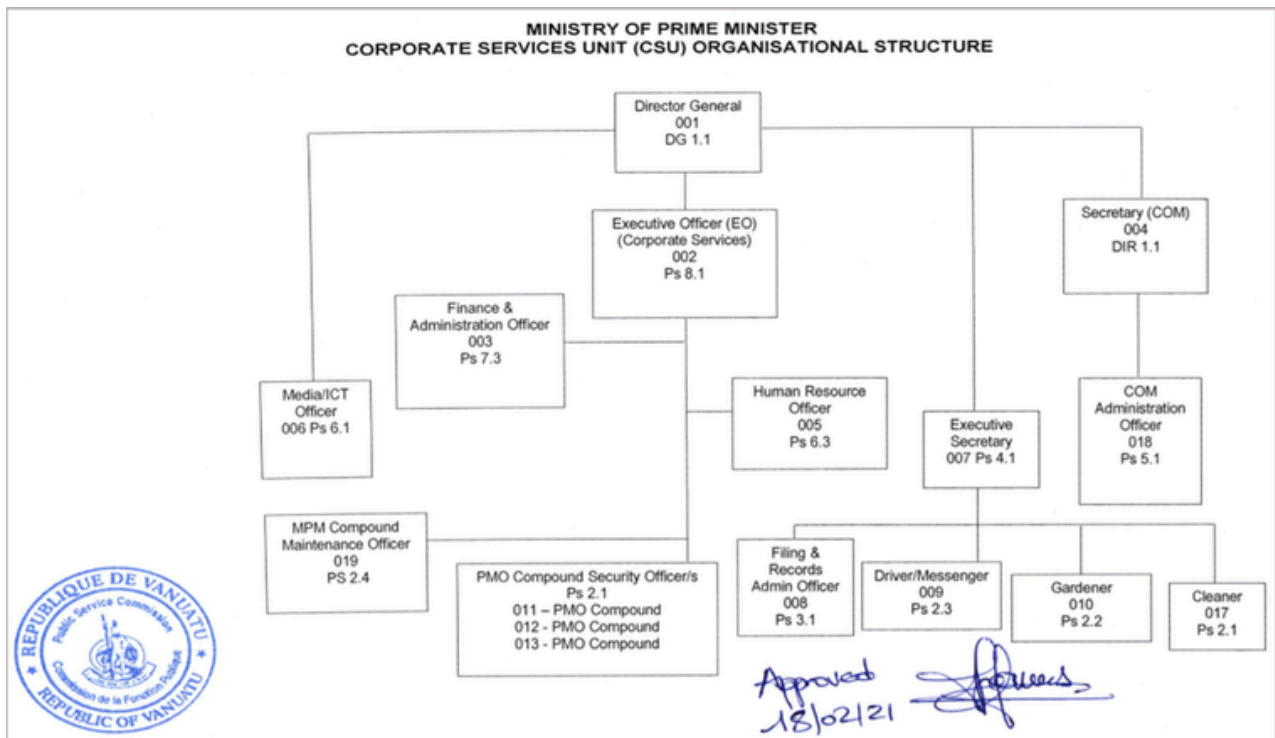 MINISTRY OF PRIME MINISTER
CORPORATE SERVICES UNIT (CSU) ORGANISATIONAL STRUCTURE
Director General
001
DG 1.1
Executive Officer (EO)
(Corporate Services)
002
Ps 8.1
Secretary (COM)
004
DIR 1.1
Finance &
Administration Officer
003
Ps 7.3
Media/ICT
Officer
006 Ps 6.1
Human Resource
Officer
005
Ps 6.3
Executive
Secretary
007 Ps 4.1
COM
Administration
Officer
018
Ps 5.1
MPM Compound
Maintenance Officer
019
PS 2.4
PMO Compound Security Officer/s
Ps 2.1
011 – PMO Compound
012 - PMO Compound
013 - PMO Compound
Filing &
Records
Admin Officer
008
Ps 3.1
Driver/Messenger
009
Ps 2.3
Gardener
010
Ps 2.2
Cleaner
017
Ps 2.1
REPUBLIQUE DE VANUATU
Public Service Commission
Commission de la Fonction Publique
REPUBLIC OF VANUATU
Approved
18/02/21